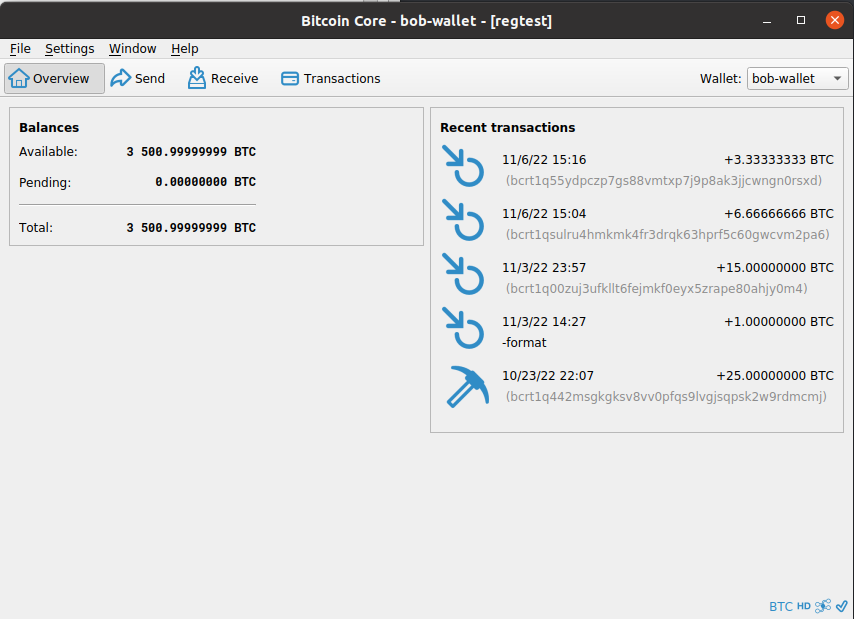 Bitcoin Core - bob-wallet - [regtest]
File Settings Window Help
Overview Send Receive Transactions Wallet: bob-wallet
Balances
Available: 3 500.99999999 BTC
Pending: 0.00000000 BTC
Total: 3 500.99999999 BTC
Recent transactions
11/6/22 15:16 +3.33333333 BTC
(bcrt1q55ydpczp7gs88vmtxp7j9p8ak3jjcwngn0rsxd)
11/6/22 15:04 +6.66666666 BTC
(bcrt1qsulru4hmkmk4fr3drqk63hprf5c60gwcvm2pa6)
11/3/22 23:57 +15.00000000 BTC
(bcrt1q00zuj3ufkllt6fejmkf0eyx5zrape80ahjy0m4)
11/3/22 14:27 +1.00000000 BTC
-format
10/23/22 22:07 +25.00000000 BTC
(bcrt1q442msgkgksv8vv0pfqs9lvgjsqpsk2w9rdmcmj)
BTC HD